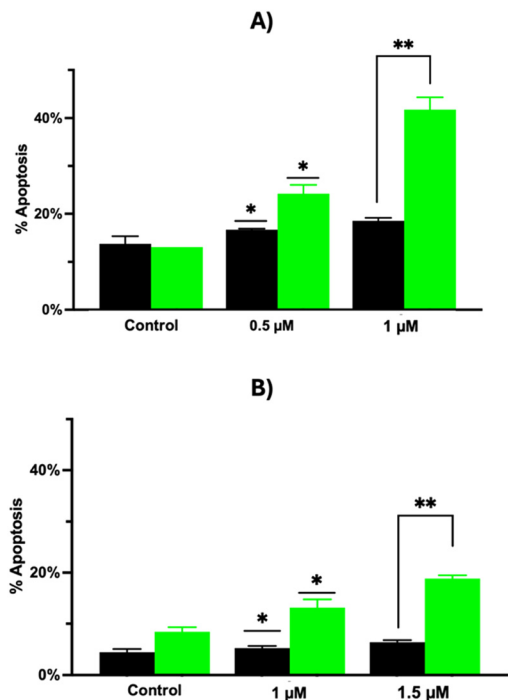 A)
**
% Apoptosis
40%
20%
0%
*
*
Control
0.5 µM
1 µM
B)
**
% Apoptosis
40%
20%
0%
*
*
Control
1 µM
1.5 µM